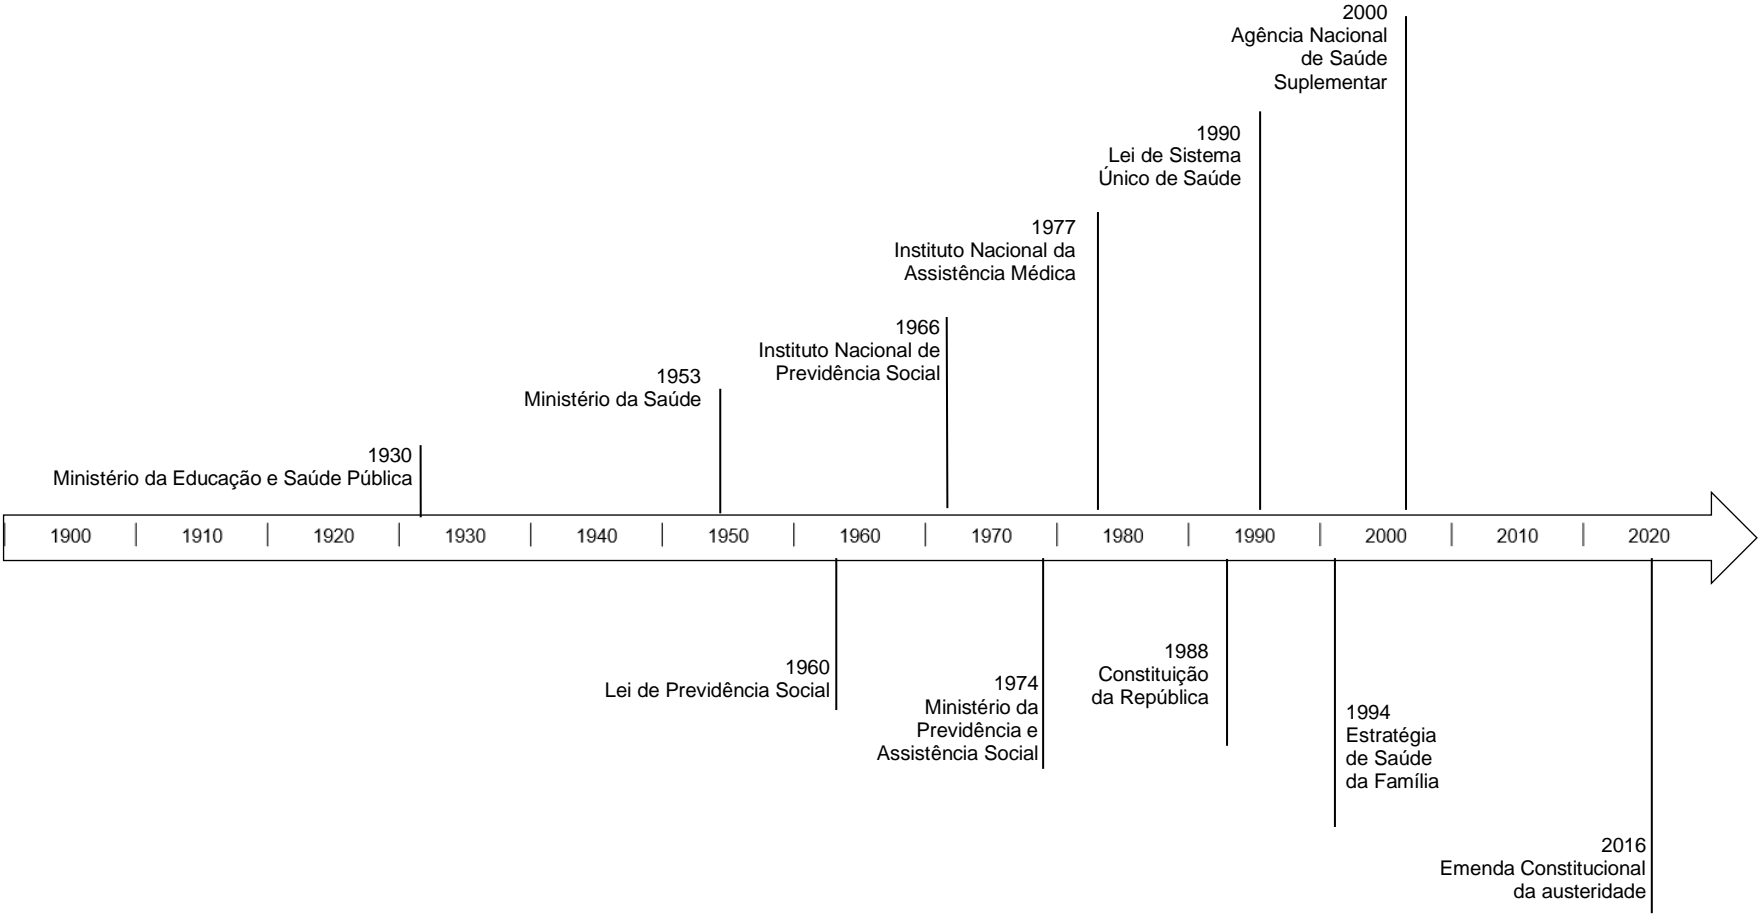 2000
Agência Nacional
de Saúde
Suplementar
1990
Lei de Sistema
Único de Saúde
1977
Instituto Nacional da
Assistência Médica
1966
Instituto Nacional de
Previdência Social
1953
Ministério da Saúde
1930
Ministério da Educação e Saúde Pública
1900 1910 1920 1930 1940 1950 1960 1970 1980 1990 2000 2010 2020
1960
Lei de Previdência Social
1974
Ministério da
Previdência e
Assistência Social
1988
Constituição
da República
1994
Estratégia
de Saúde
da Família
2016
Emenda Constitucional
da austeridade